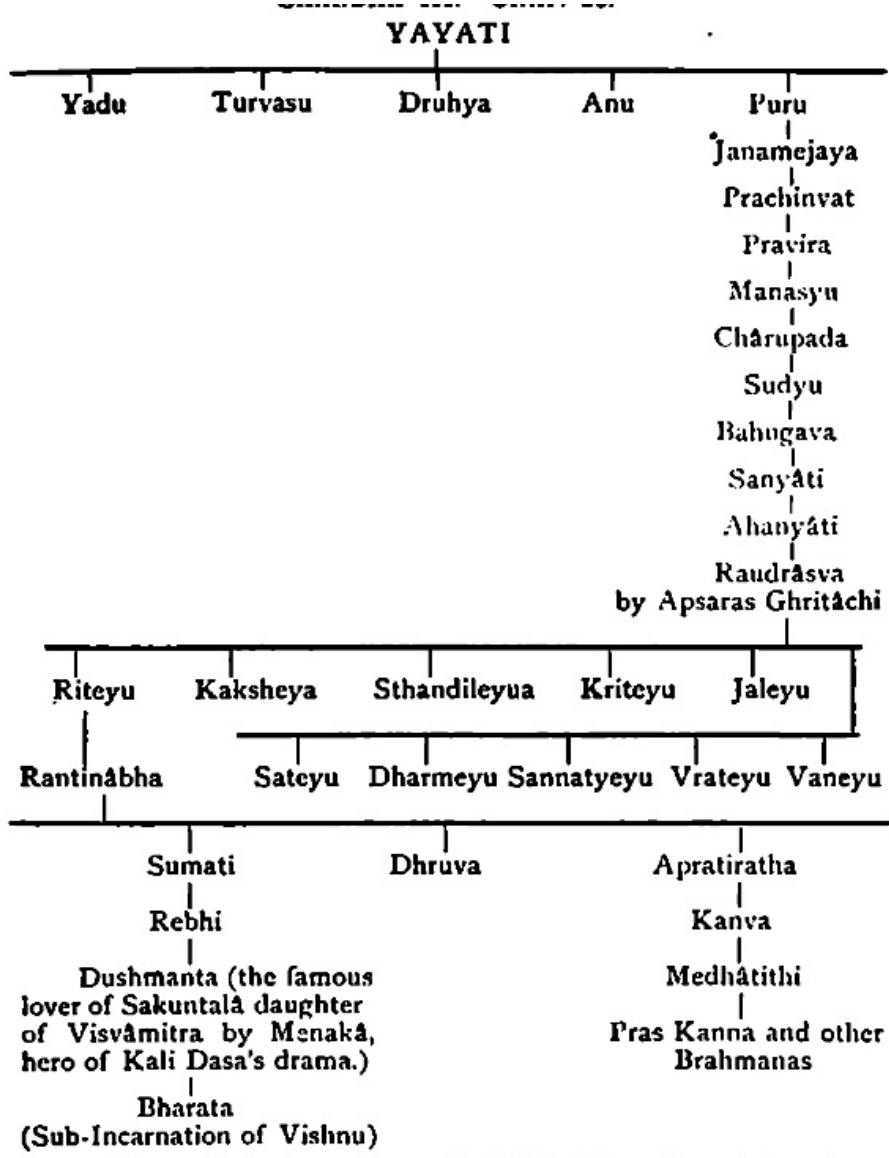 YAYATI
Yadu Turvasu Druhya Anu Puru
Janamejaya
Prachinvat
Pravira
Manasyu
Chârupada
Sudyu
Bahugava
Sanyâti
Ahanyâti
Raudrâsva
by Apsaras Ghritâchi
Riteyu Kaksheya Sthandileyua Kriteyu Jaleyu
Rantinâbha Sateyu Dharmeyu Sannatyeyu Vrateyu Vaneyu
Sumati Dhruva Apratiratha
Rebhi Kanva
Dushmanta (the famous Medhâtithi
lover of Sakuntalâ daughter
of Visvâmitra by Menakâ, Pras Kanna and other
hero of Kali Dasa's drama.) Brahmanas
Bharata
(Sub-Incarnation of Vishnu)